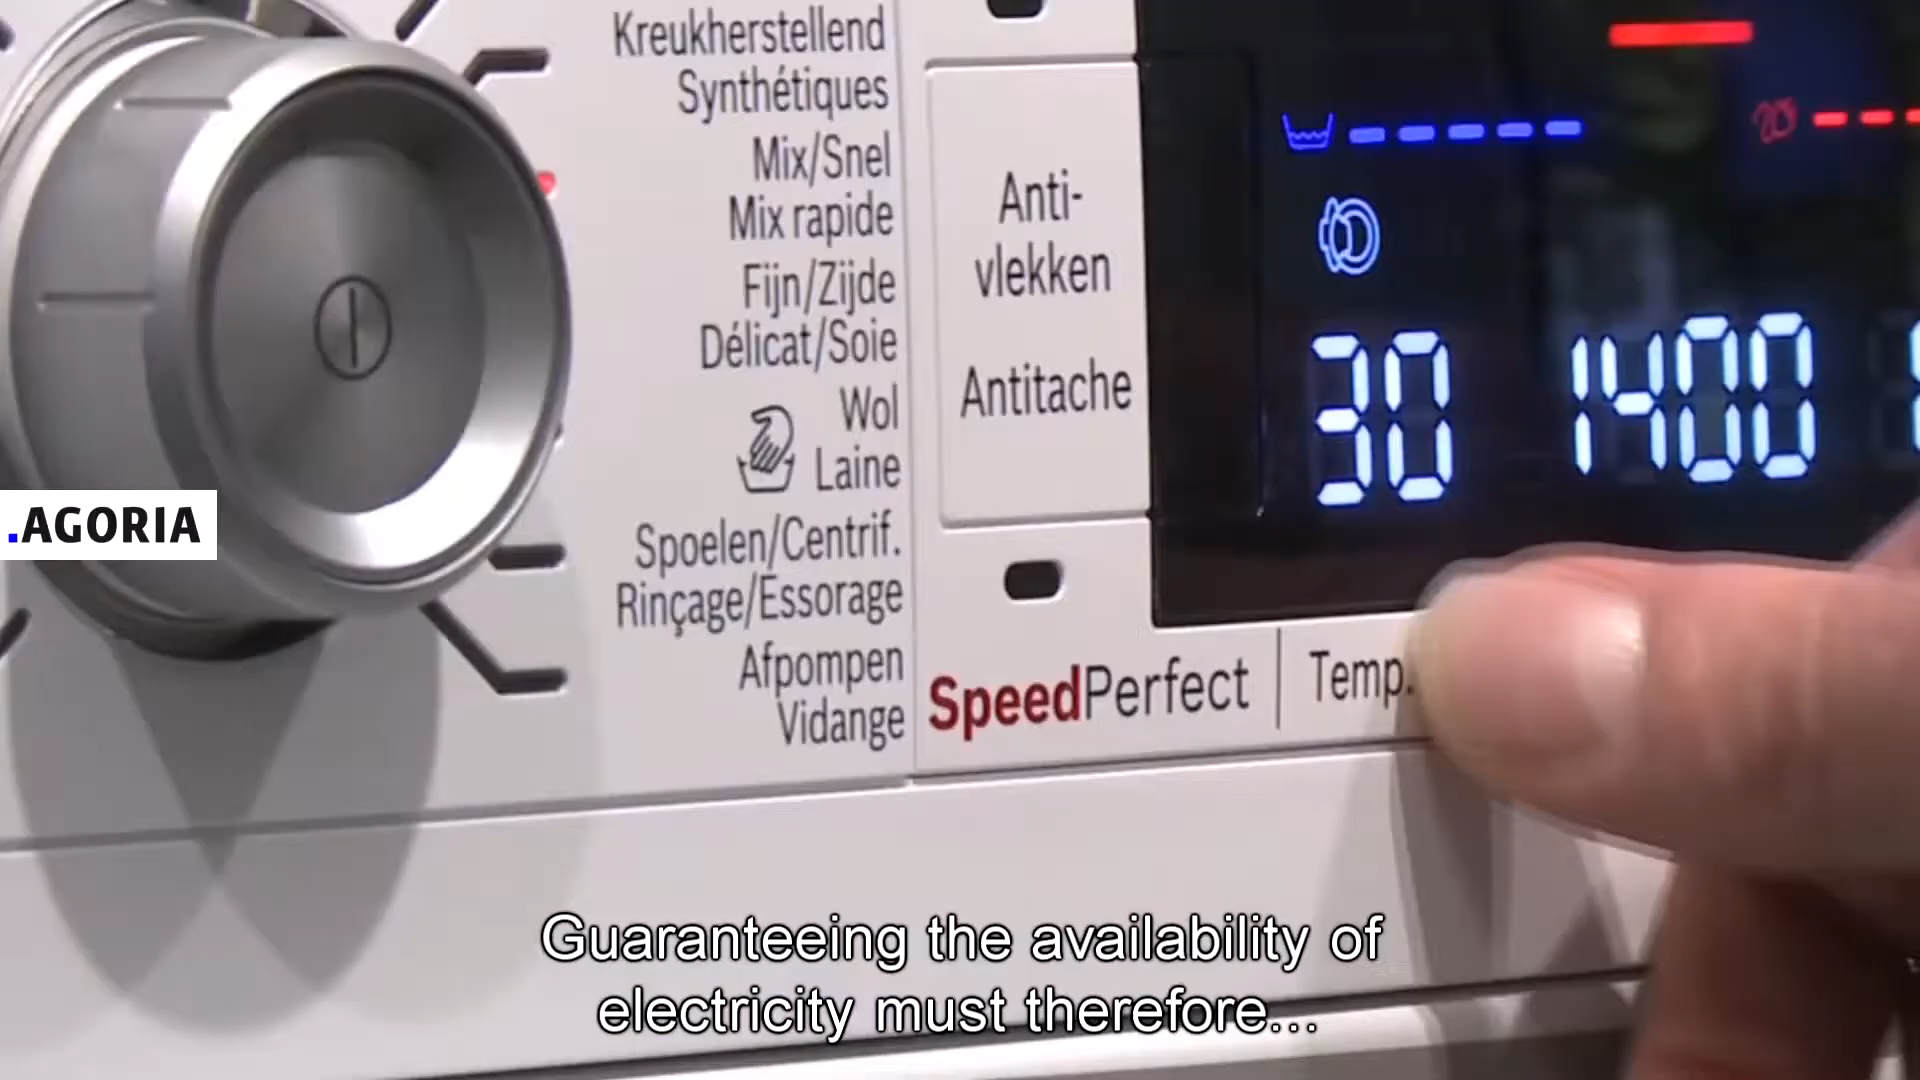 Kreukherstellend
Synthétiques
Mix/Snel
Mix rapide
Fijn/Zijde
Délicat/Soie
Wol
Laine
Spoelen/Centrif.
Rinçage/Essorage
Afpompen
Vidange
Anti-
vlekken
Antitache
SpeedPerfect
Temp.
30
1400
.AGORIA
Guaranteeing the availability of
electricity must therefore...